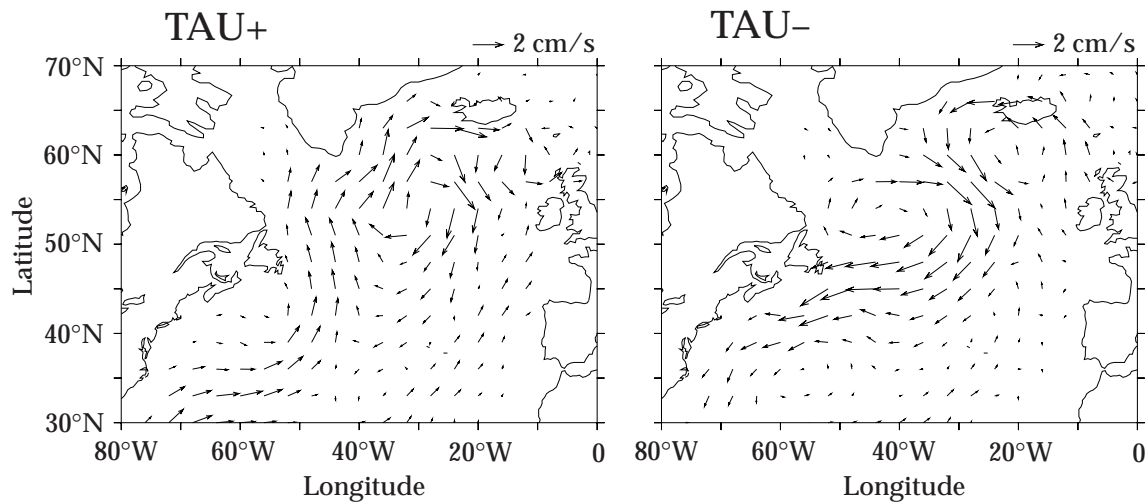 TAU+
2 cm/s
TAU–
2 cm/s
70°N
60°N
50°N
40°N
30°N
Latitude
80°W 60°W 40°W 20°W 0
80°W 60°W 40°W 20°W 0
Longitude
Longitude